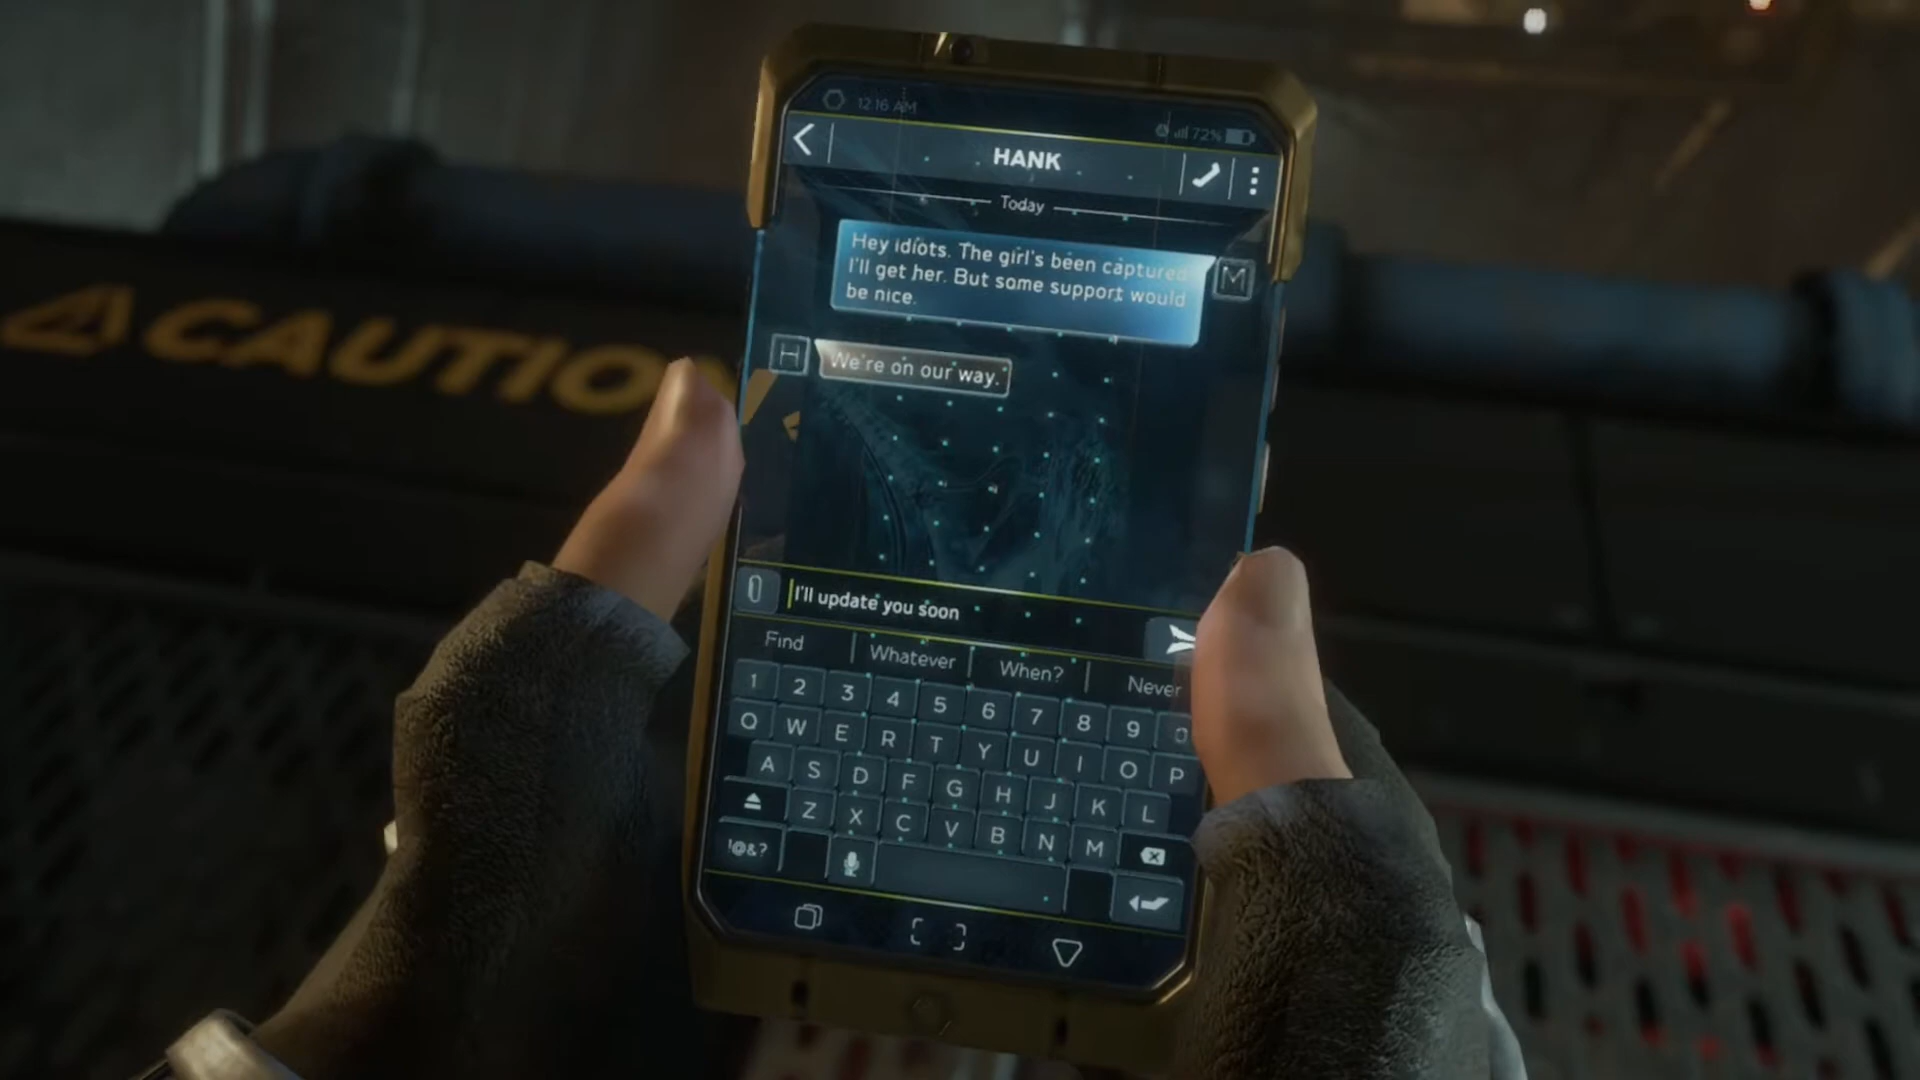 CAUTION
12:16 AM
72%
HANK
Today
Hey idiots. The girl's been captured
I'll get her. But some support would
be nice.
M
H
We're on our way.
I'll update you soon
Find Whatever When? Never
1 2 3 4 5 6 7 8 9 0
Q W E R T Y U I O P
A S D F G H J K L
Z X C V B N M
!@&?